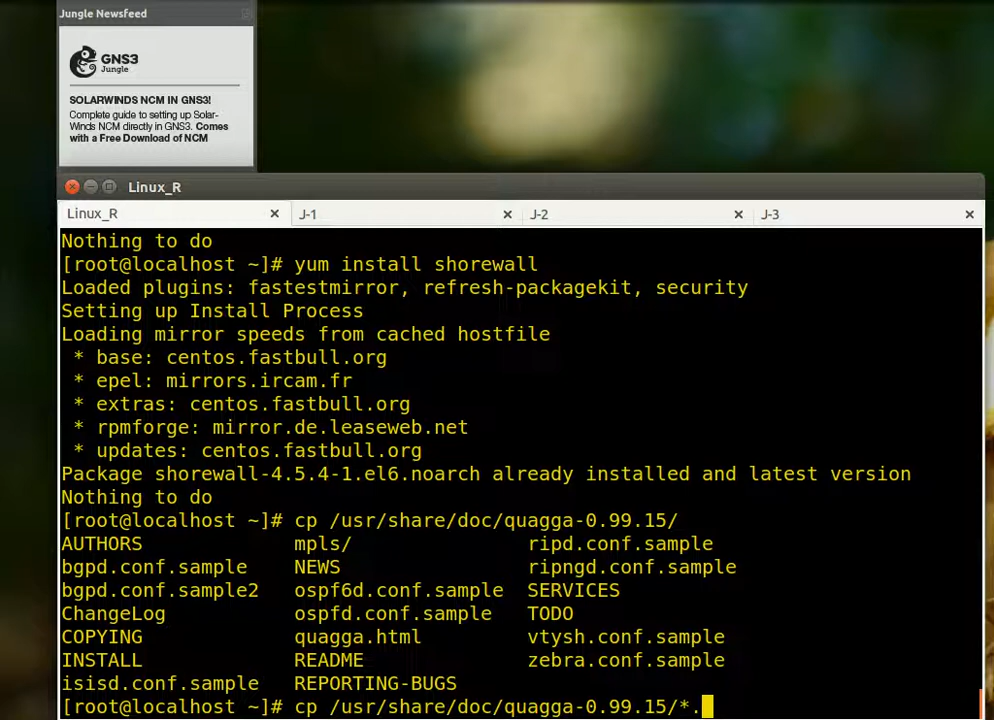 Jungle Newsfeed
GNS3
Jungle
SOLARWINDS NCM IN GNS3!
Complete guide to setting up Solar-
Winds NCM directly in GNS3. Comes
with a Free Download of NCM
Linux_R
Linux_R J-1 J-2 J-3
Nothing to do
[root@localhost ~]# yum install shorewall
Loaded plugins: fastestmirror, refresh-packagekit, security
Setting up Install Process
Loading mirror speeds from cached hostfile
 * base: centos.fastbull.org
 * epel: mirrors.ircam.fr
 * extras: centos.fastbull.org
 * rpmforge: mirror.de.leaseweb.net
 * updates: centos.fastbull.org
Package shorewall-4.5.4-1.el6.noarch already installed and latest version
Nothing to do
[root@localhost ~]# cp /usr/share/doc/quagga-0.99.15/
AUTHORS mpls/ ripd.conf.sample
bgpd.conf.sample NEWS ripngd.conf.sample
bgpd.conf.sample2 ospf6d.conf.sample SERVICES
ChangeLog ospfd.conf.sample TODO
COPYING quagga.html vtysh.conf.sample
INSTALL README zebra.conf.sample
isisd.conf.sample REPORTING-BUGS
[root@localhost ~]# cp /usr/share/doc/quagga-0.99.15/*.